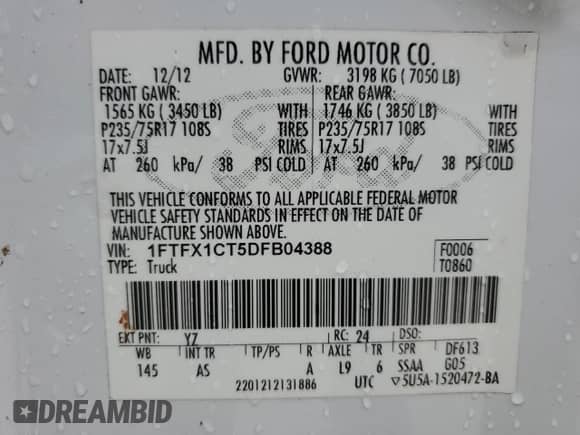 MFD. BY FORD MOTOR CO.
DATE: 12/12 GVWR: 3198 KG ( 7050 LB)
FRONT GAWR: REAR GAWR:
1565 KG ( 3450 LB) WITH 1746 KG ( 3850 LB) WITH
P235/75R17 108S TIRES P235/75R17 108S TIRES
17x7.5J RIMS 17x7.5J RIMS
AT 260 kPa/ 38 PSI COLD AT 260 kPa/ 38 PSI COLD
Ford
THIS VEHICLE CONFORMS TO ALL APPLICABLE FEDERAL MOTOR
VEHICLE SAFETY STANDARDS IN EFFECT ON THE DATE OF
MANUFACTURE SHOWN ABOVE.
VIN: 1FTFX1CT5DFB04388 F0006
TYPE: Truck T0860
EXT PNT: YZ RC: 24 DSO:
WB INT TR TP/PS R AXLE TR SPR DF613
145 AS A L9 6 SSAA G05
2201212131886 UTC ▽5U5A-1520472-BA
DREAMBID